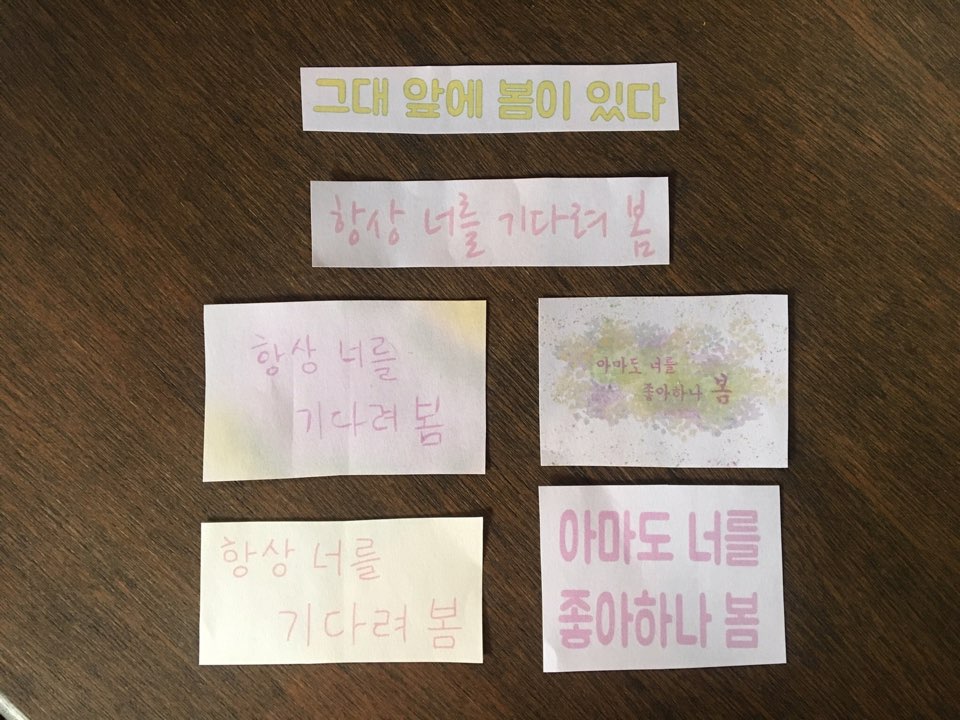 그대 앞에 봄이 있다
항상 너를 기다려 봄
항상 너를
기다려 봄
아마도 너를
좋아하나 봄
항상 너를
기다려 봄
아마도 너를
좋아하나 봄